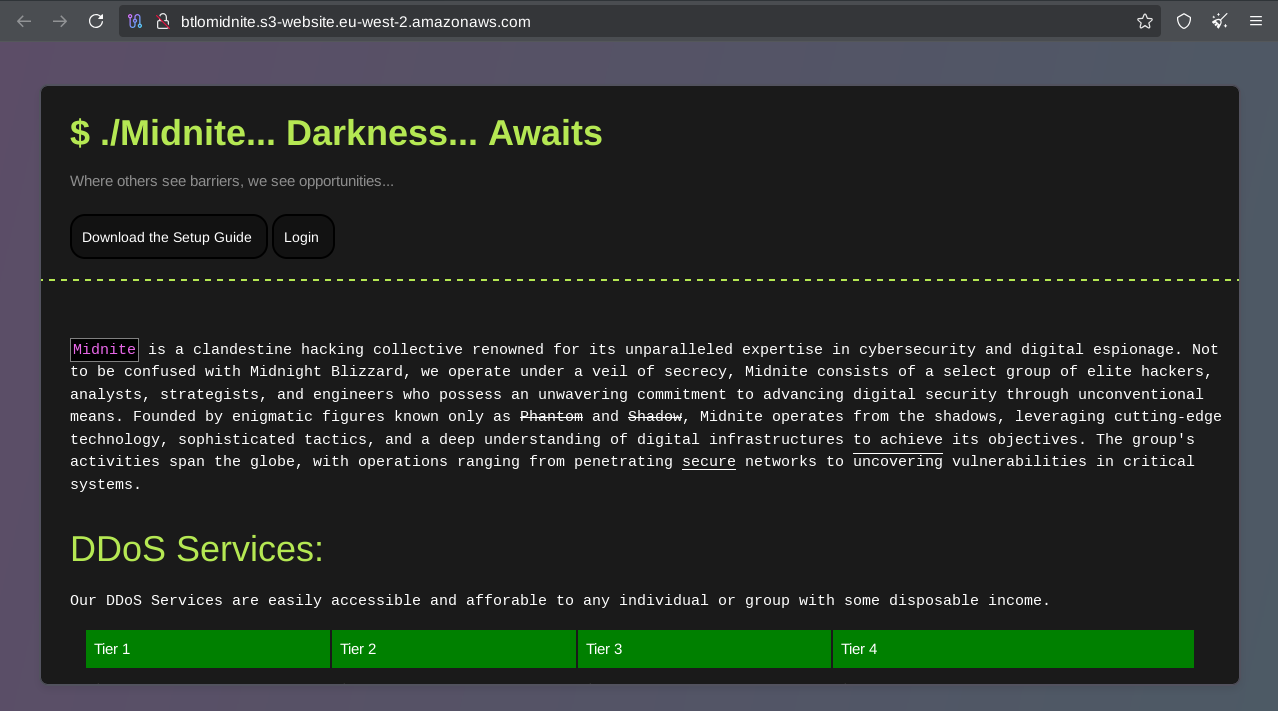 btlomidnite.s3-website.eu-west-2.amazonaws.com
$ ./Midnite... Darkness... Awaits
Where others see barriers, we see opportunities...
Download the Setup Guide Login
Midnite is a clandestine hacking collective renowned for its unparalleled expertise in cybersecurity and digital espionage. Not
to be confused with Midnight Blizzard, we operate under a veil of secrecy, Midnite consists of a select group of elite hackers,
analysts, strategists, and engineers who possess an unwavering commitment to advancing digital security through unconventional
means. Founded by enigmatic figures known only as Phantom and Shadow, Midnite operates from the shadows, leveraging cutting-edge
technology, sophisticated tactics, and a deep understanding of digital infrastructures to achieve its objectives. The group's
activities span the globe, with operations ranging from penetrating secure networks to uncovering vulnerabilities in critical
systems.
DDoS Services:
Our DDoS Services are easily accessible and afforable to any individual or group with some disposable income.
Tier 1 Tier 2 Tier 3 Tier 4